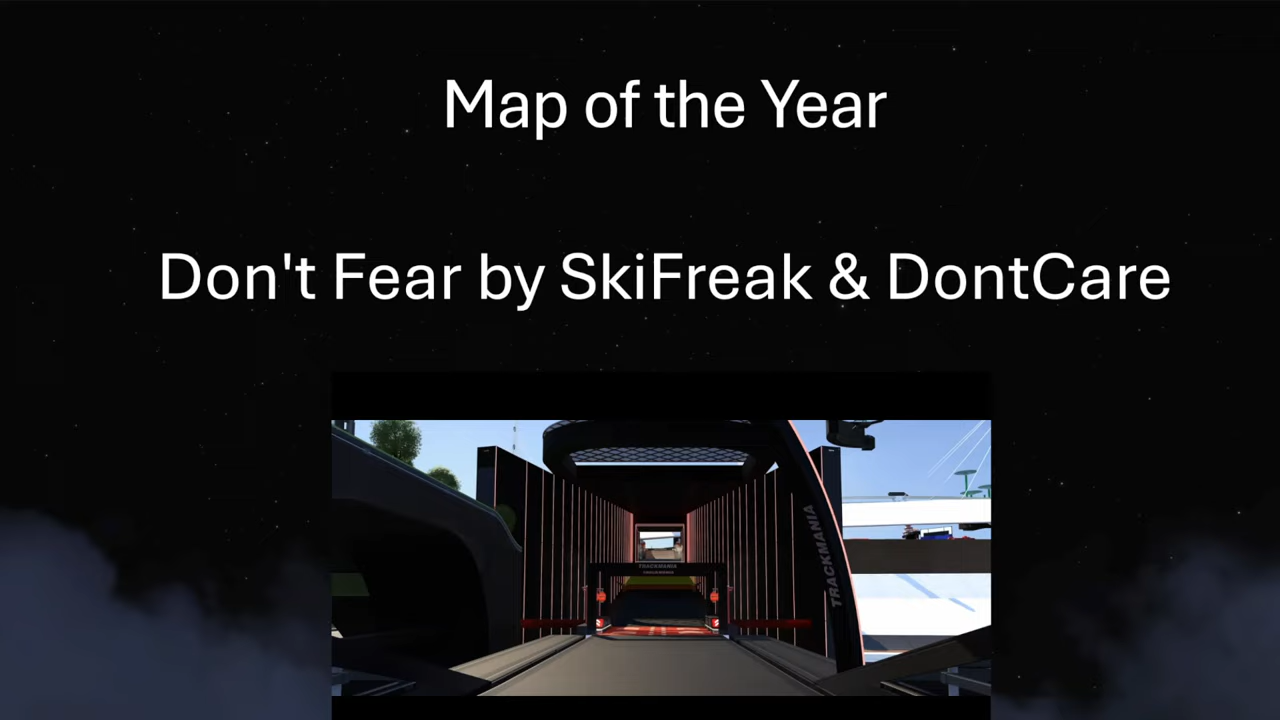 Map of the Year
Don't Fear by SkiFreak & DontCare
TRACKMANIA
TRACKMANIA